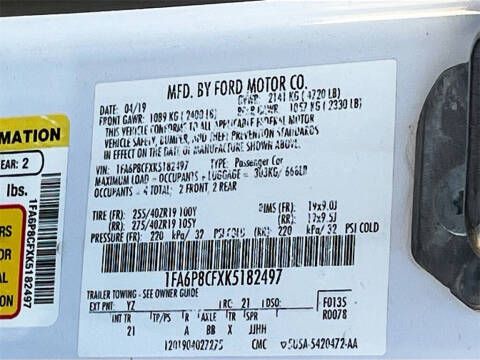 MFD. BY FORD MOTOR CO.
04/19 GVWR: 2141 KG ( 4720 LB)
FRONT GAWR: 1089 KG ( 2400 LB) GAWR: 1057 KG ( 2330 LB)
THIS VEHICLE CONFORMS TO ALL APPLICABLE FEDERAL MOTOR
VEHICLE SAFETY, BUMPER, AND THEFT PREVENTION STANDARDS
IN EFFECT ON THE DATE OF MANUFACTURE SHOWN ABOVE.
VIN: 1FA6P8CFXK5182497 TYPE: Passenger Car
MAXIMUM LOAD = OCCUPANTS + LUGGAGE = 303KG/ 668LB
OCCUPANTS = 4 TOTAL: 2 FRONT, 2 REAR
TIRE (FR): 255/40ZR19 100Y RIMS (FR): 19x9.0J
(RR): 275/40ZR19 105Y (RR): 19x9.5J
PRESSURE (FR): 220 kPa/ 32 PSI COLD (RR): 220 kPa/ 32 PSI COLD
1FA6P8CFXK5182497
TRAILER TOWING - SEE OWNER GUIDE
EXT PNT: YZ RC: 21 DSO: F0135
INT TR TP/PS R AXLE TR SPR R0078
21 A BB X JJHH
1201904027275 CMC 5USA-5420472-AA
RMATION
EAR: 2
lbs.
1FA6P8CFXK5182497